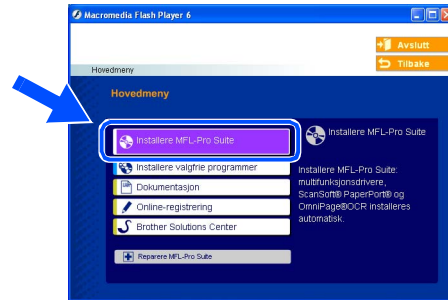 Macromedia Flash Player 6
Avslutt
Tilbake
Hovedmeny
Hovedmeny
Installere MFL-Pro Suite
Installere valgfrie programmer
Dokumentasjon
Online-registrering
Brother Solutions Center
Reparere MFL-Pro Suite
Installere MFL-Pro Suite
Installere MFL-Pro Suite:
multifunksjonsdrivere,
ScanSoft® PaperPort® og
OmniPage®OCR installeres
automatisk.